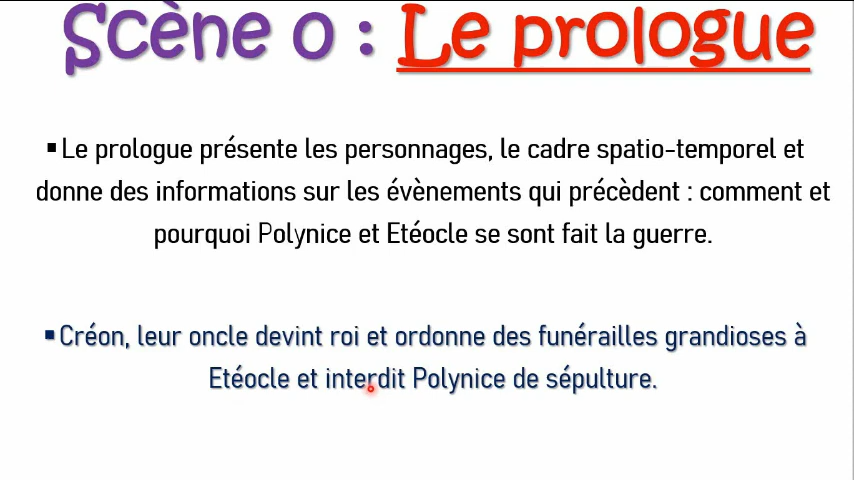 Scène 0 : Le prologue
▪Le prologue présente les personnages, le cadre spatio-temporel et
donne des informations sur les évènements qui précèdent : comment et
pourquoi Polynice et Etéocle se sont fait la guerre.
▪Créon, leur oncle devint roi et ordonne des funérailles grandioses à
Etéocle et interdit Polynice de sépulture.